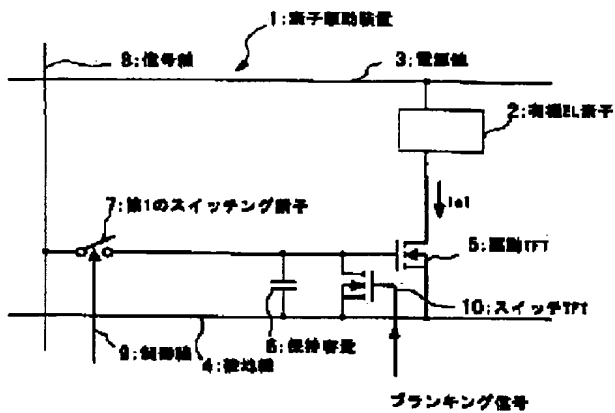 1:素子駆動装置
8:信号線
3:電源線
2:有機EL素子
7:第1のスイッチング素子
Iel
5:駆動TFT
10:スイッチTFT
6:保持容量
9:制御線
4:接地線
ブランキング信号